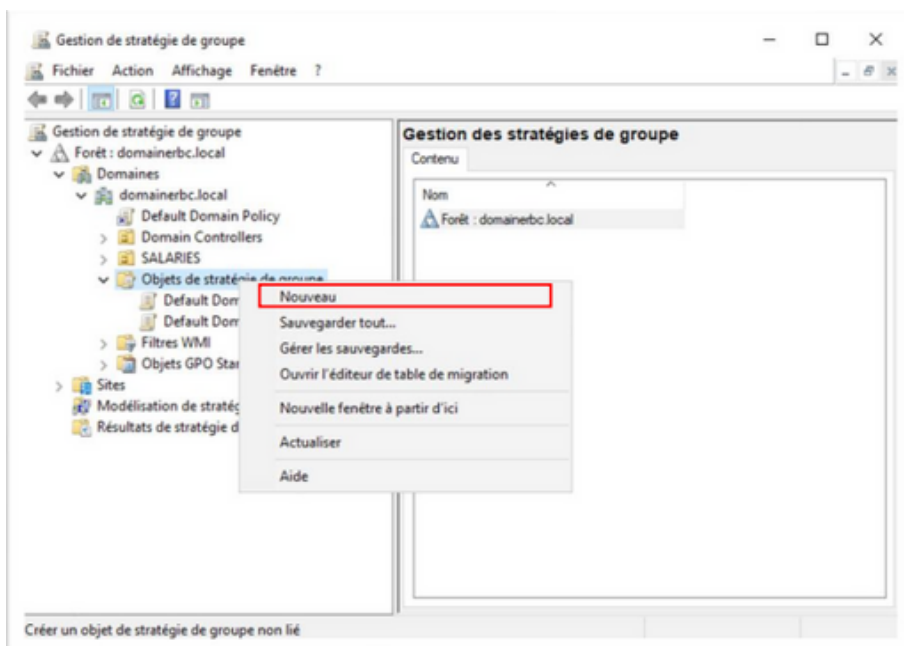 Gestion de stratégie de groupe
Fichier Action Affichage Fenêtre ?
Gestion de stratégie de groupe
Forêt : domainerbc.local
Domaines
domainerbc.local
Default Domain Policy
Domain Controllers
SALARIES
Objets de stratégie de groupe
Default Dom
Default Dom
Filtres WMI
Objets GPO Star
Sites
Modélisation de stratég
Résultats de stratégie d
Nouveau
Sauvegarder tout...
Gérer les sauvegardes...
Ouvrir l'éditeur de table de migration
Nouvelle fenêtre à partir d'ici
Actualiser
Aide
Gestion des stratégies de groupe
Contenu
Nom
Forêt : domainerbc.local
Créer un objet de stratégie de groupe non lié